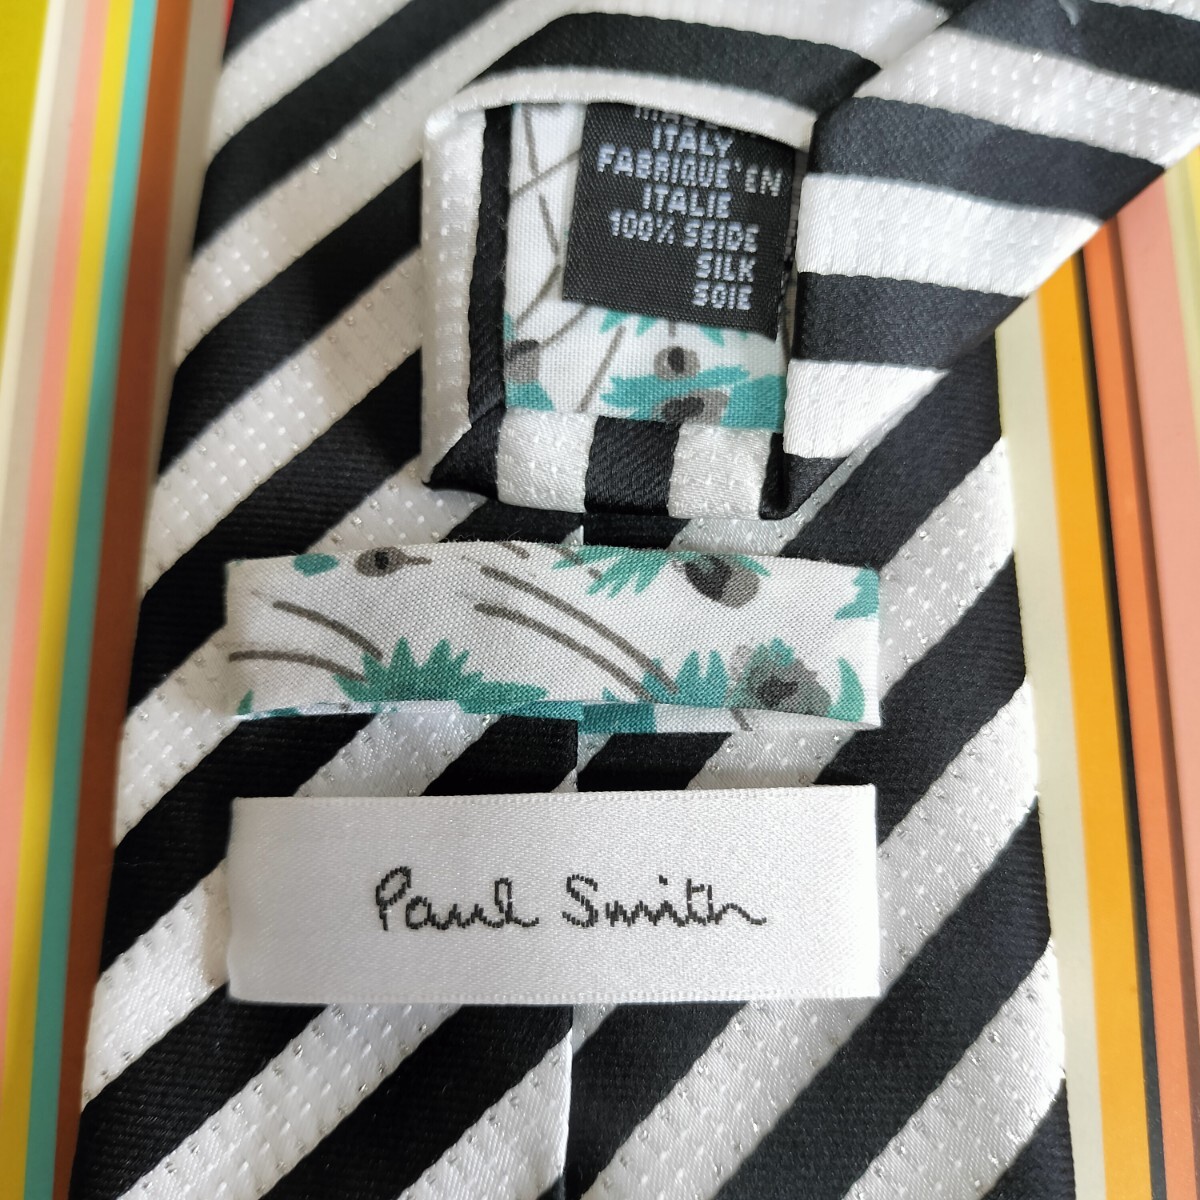 ITALY
FABRIQUE EN
ITALIE
100% SEIDE
SILK
SOIE
Paul Smith